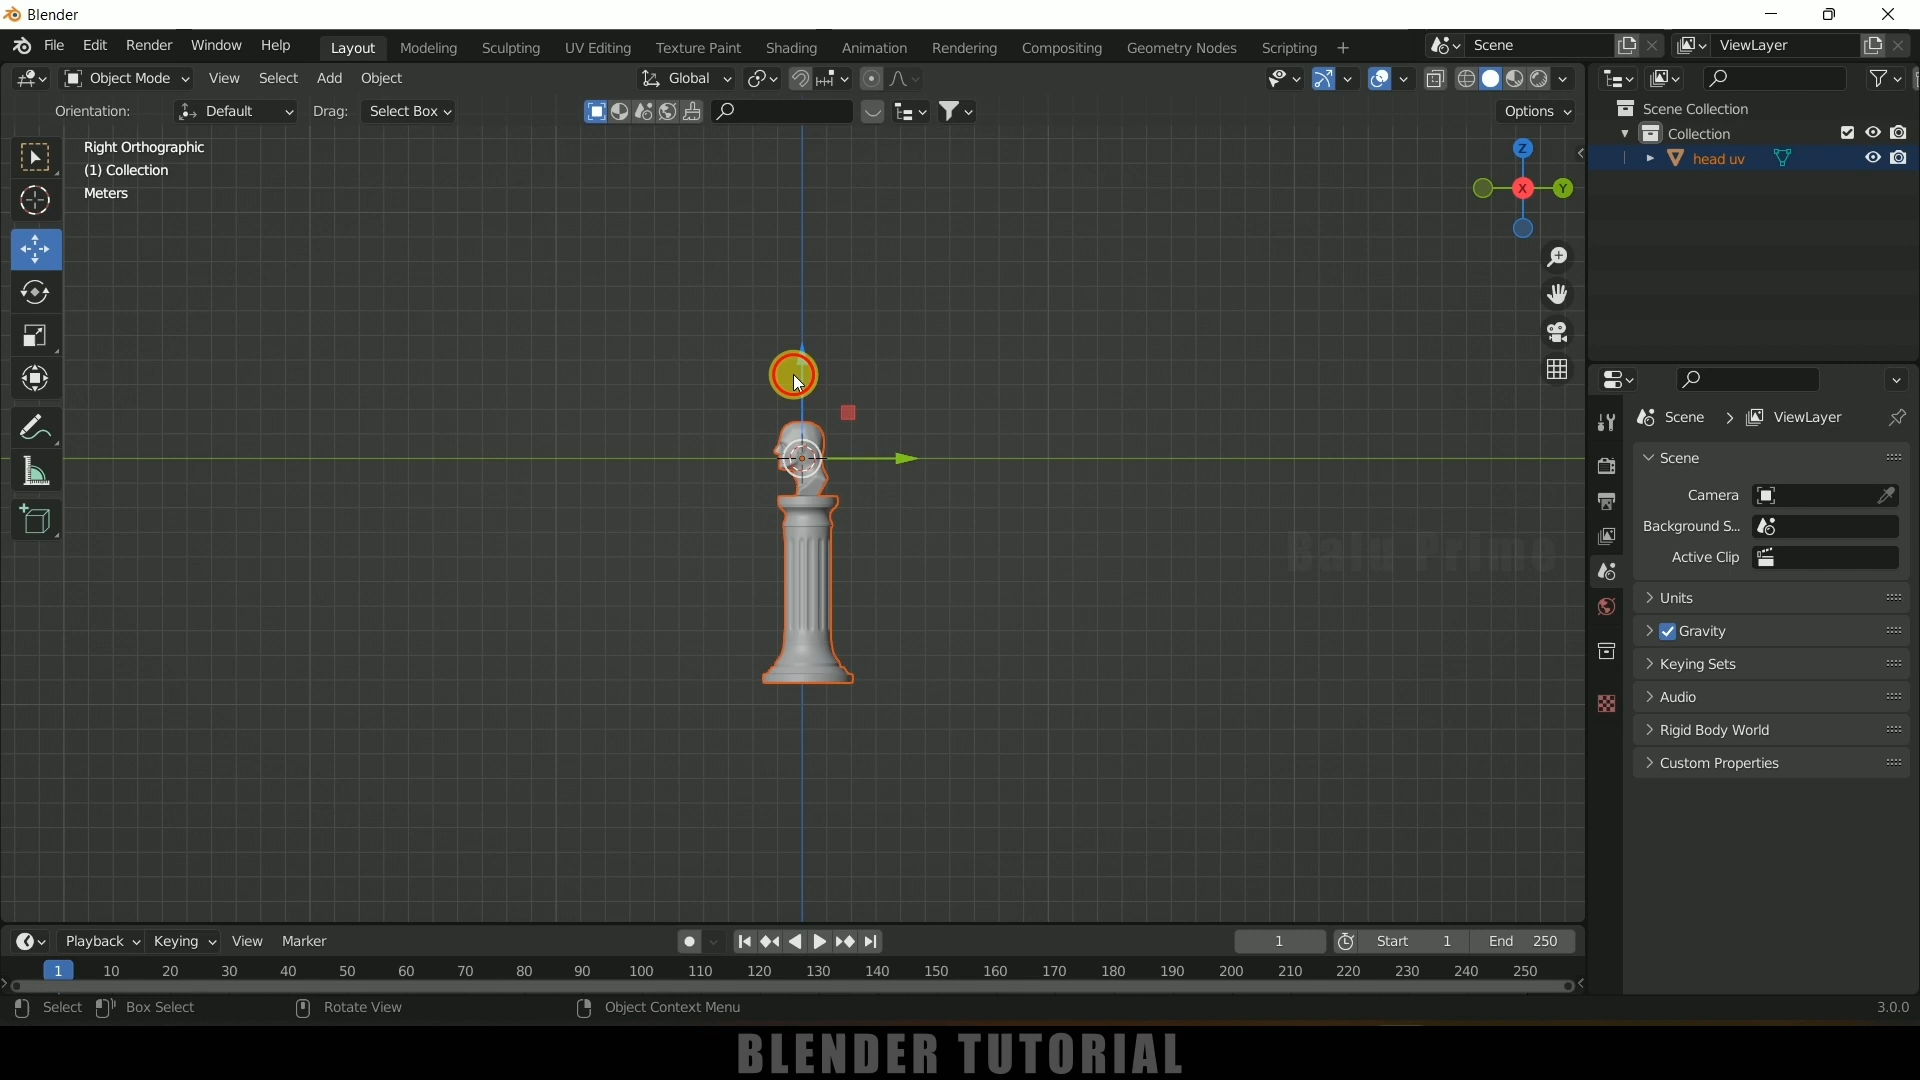 Blender
File Edit Render Window Help Layout Modeling Sculpting UV Editing Texture Paint Shading Animation Rendering Compositing Geometry Nodes Scripting + Scene ViewLayer
Object Mode View Select Add Object Global
Orientation: Default Drag: Select Box Options
Right Orthographic
(1) Collection
Meters
Z
X
Y
Scene Collection
Collection
head uv
Scene > ViewLayer
Scene
Camera
Background S...
Active Clip
Units
Gravity
Keying Sets
Audio
Rigid Body World
Custom Properties
Balu Prime
Playback Keying View Marker 1 Start 1 End 250
1 10 20 30 40 50 60 70 80 90 100 110 120 130 140 150 160 170 180 190 200 210 220 230 240 250
Select Box Select Rotate View Object Context Menu 3.0.0
BLENDER TUTORIAL